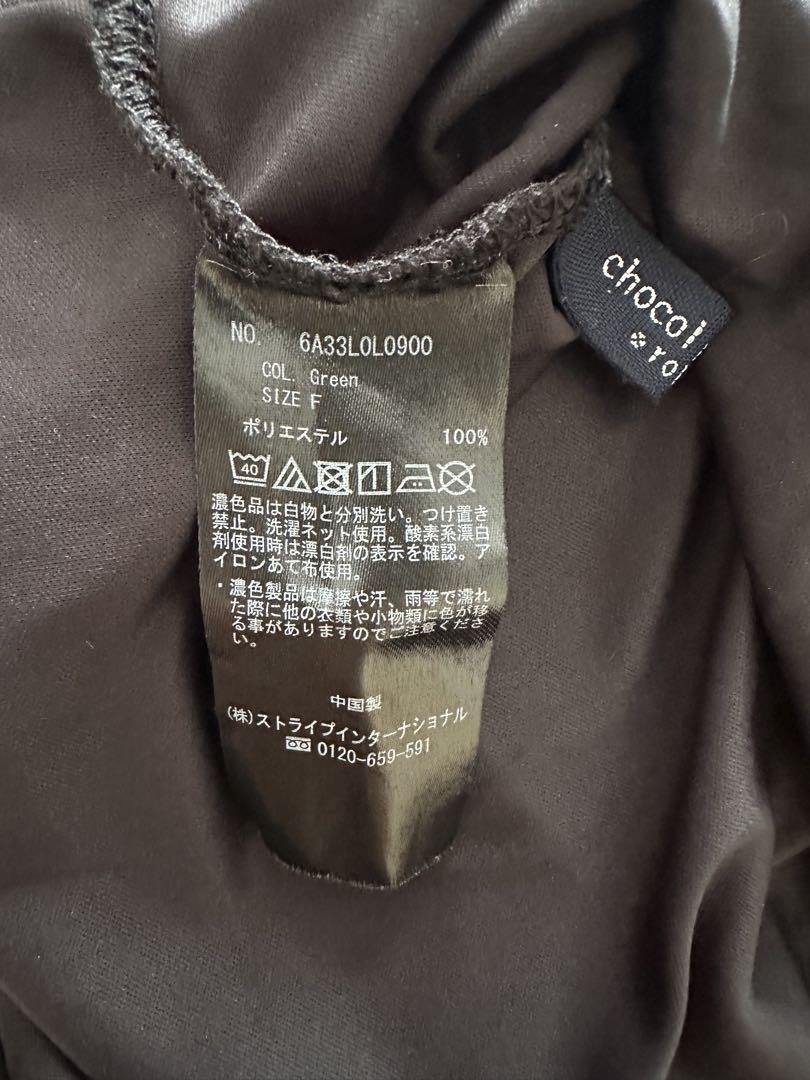 NO. 6A33L0L0900
COL. Green
SIZE F
ポリエステル 100%
40
濃色品は白物と分別洗い。つけ置き
禁止。洗濯ネット使用。酸素系漂白
剤使用時は漂白剤の表示を確認。ア
イロンあて布使用。
・濃色製品は摩擦や汗、雨等で濡れ
た際に他の衣類や小物類に色が移
る事がありますのでご注意くださ
い。
中国製
(株)ストライプインターナショナル
0120-659-591